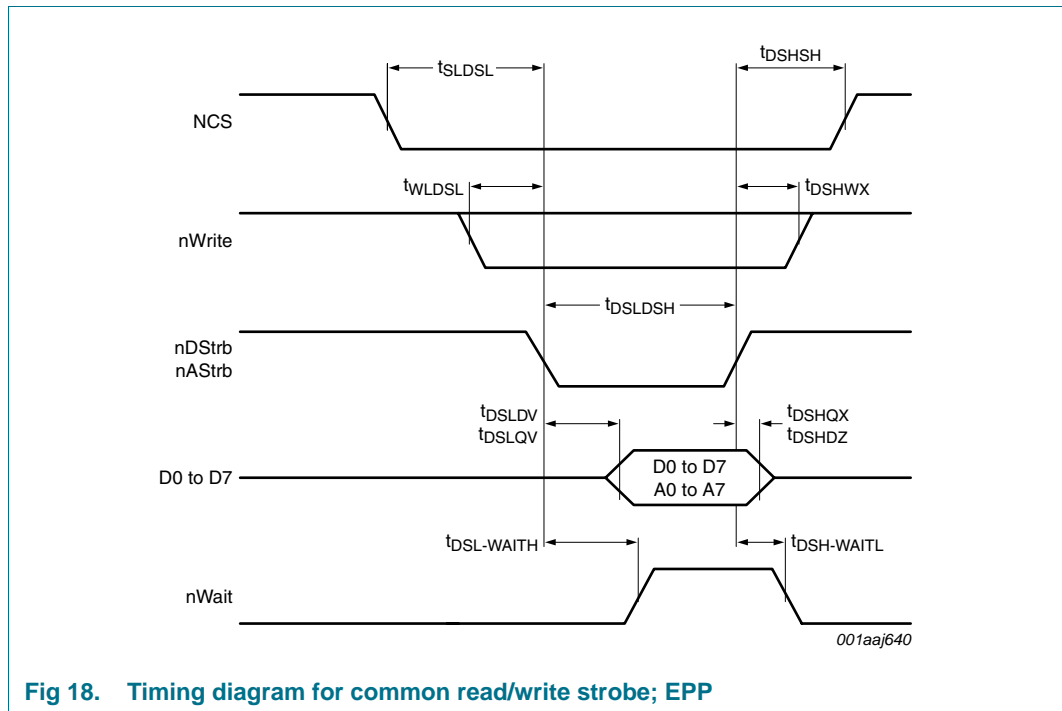 tSLDSL
tDSHSH
NCS
tWLDSL
tDSHWX
nWrite
tDSLDSH
nDStrb
nAStrb
tDSLDV
tDSLQV
tDSHQX
tDSHDZ
D0 to D7
D0 to D7
A0 to A7
tDSL-WAITH
tDSH-WAITL
nWait
001aaj640
Fig 18. Timing diagram for common read/write strobe; EPP